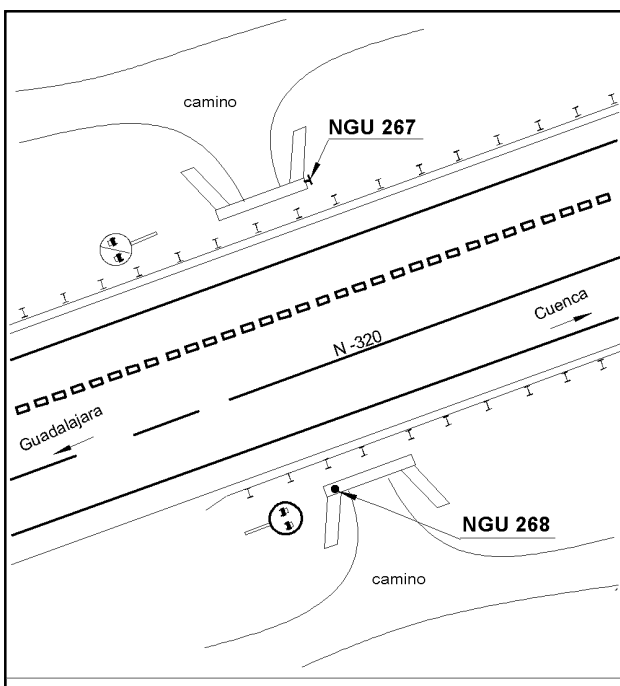 camino
NGU 267
Cuenca
N -320
Guadalajara
NGU 268
camino